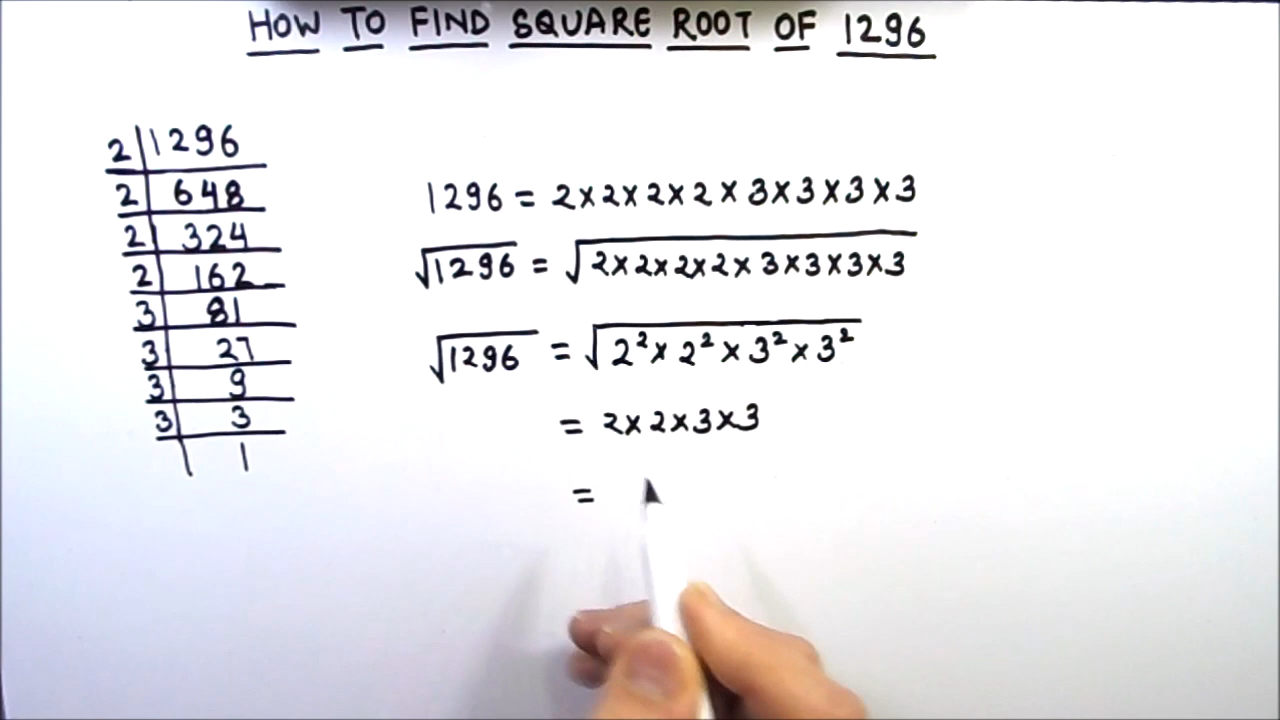 HOW TO FIND SQUARE ROOT OF 1296
2 1296
2 648
2 324
2 162
3 81
3 27
3 9
3 3
1
1296 = 2×2×2×2×3×3×3×3
√1296 = √2×2×2×2×3×3×3×3
√1296 = √2²×2²×3²×3²
= 2×2×3×3
=